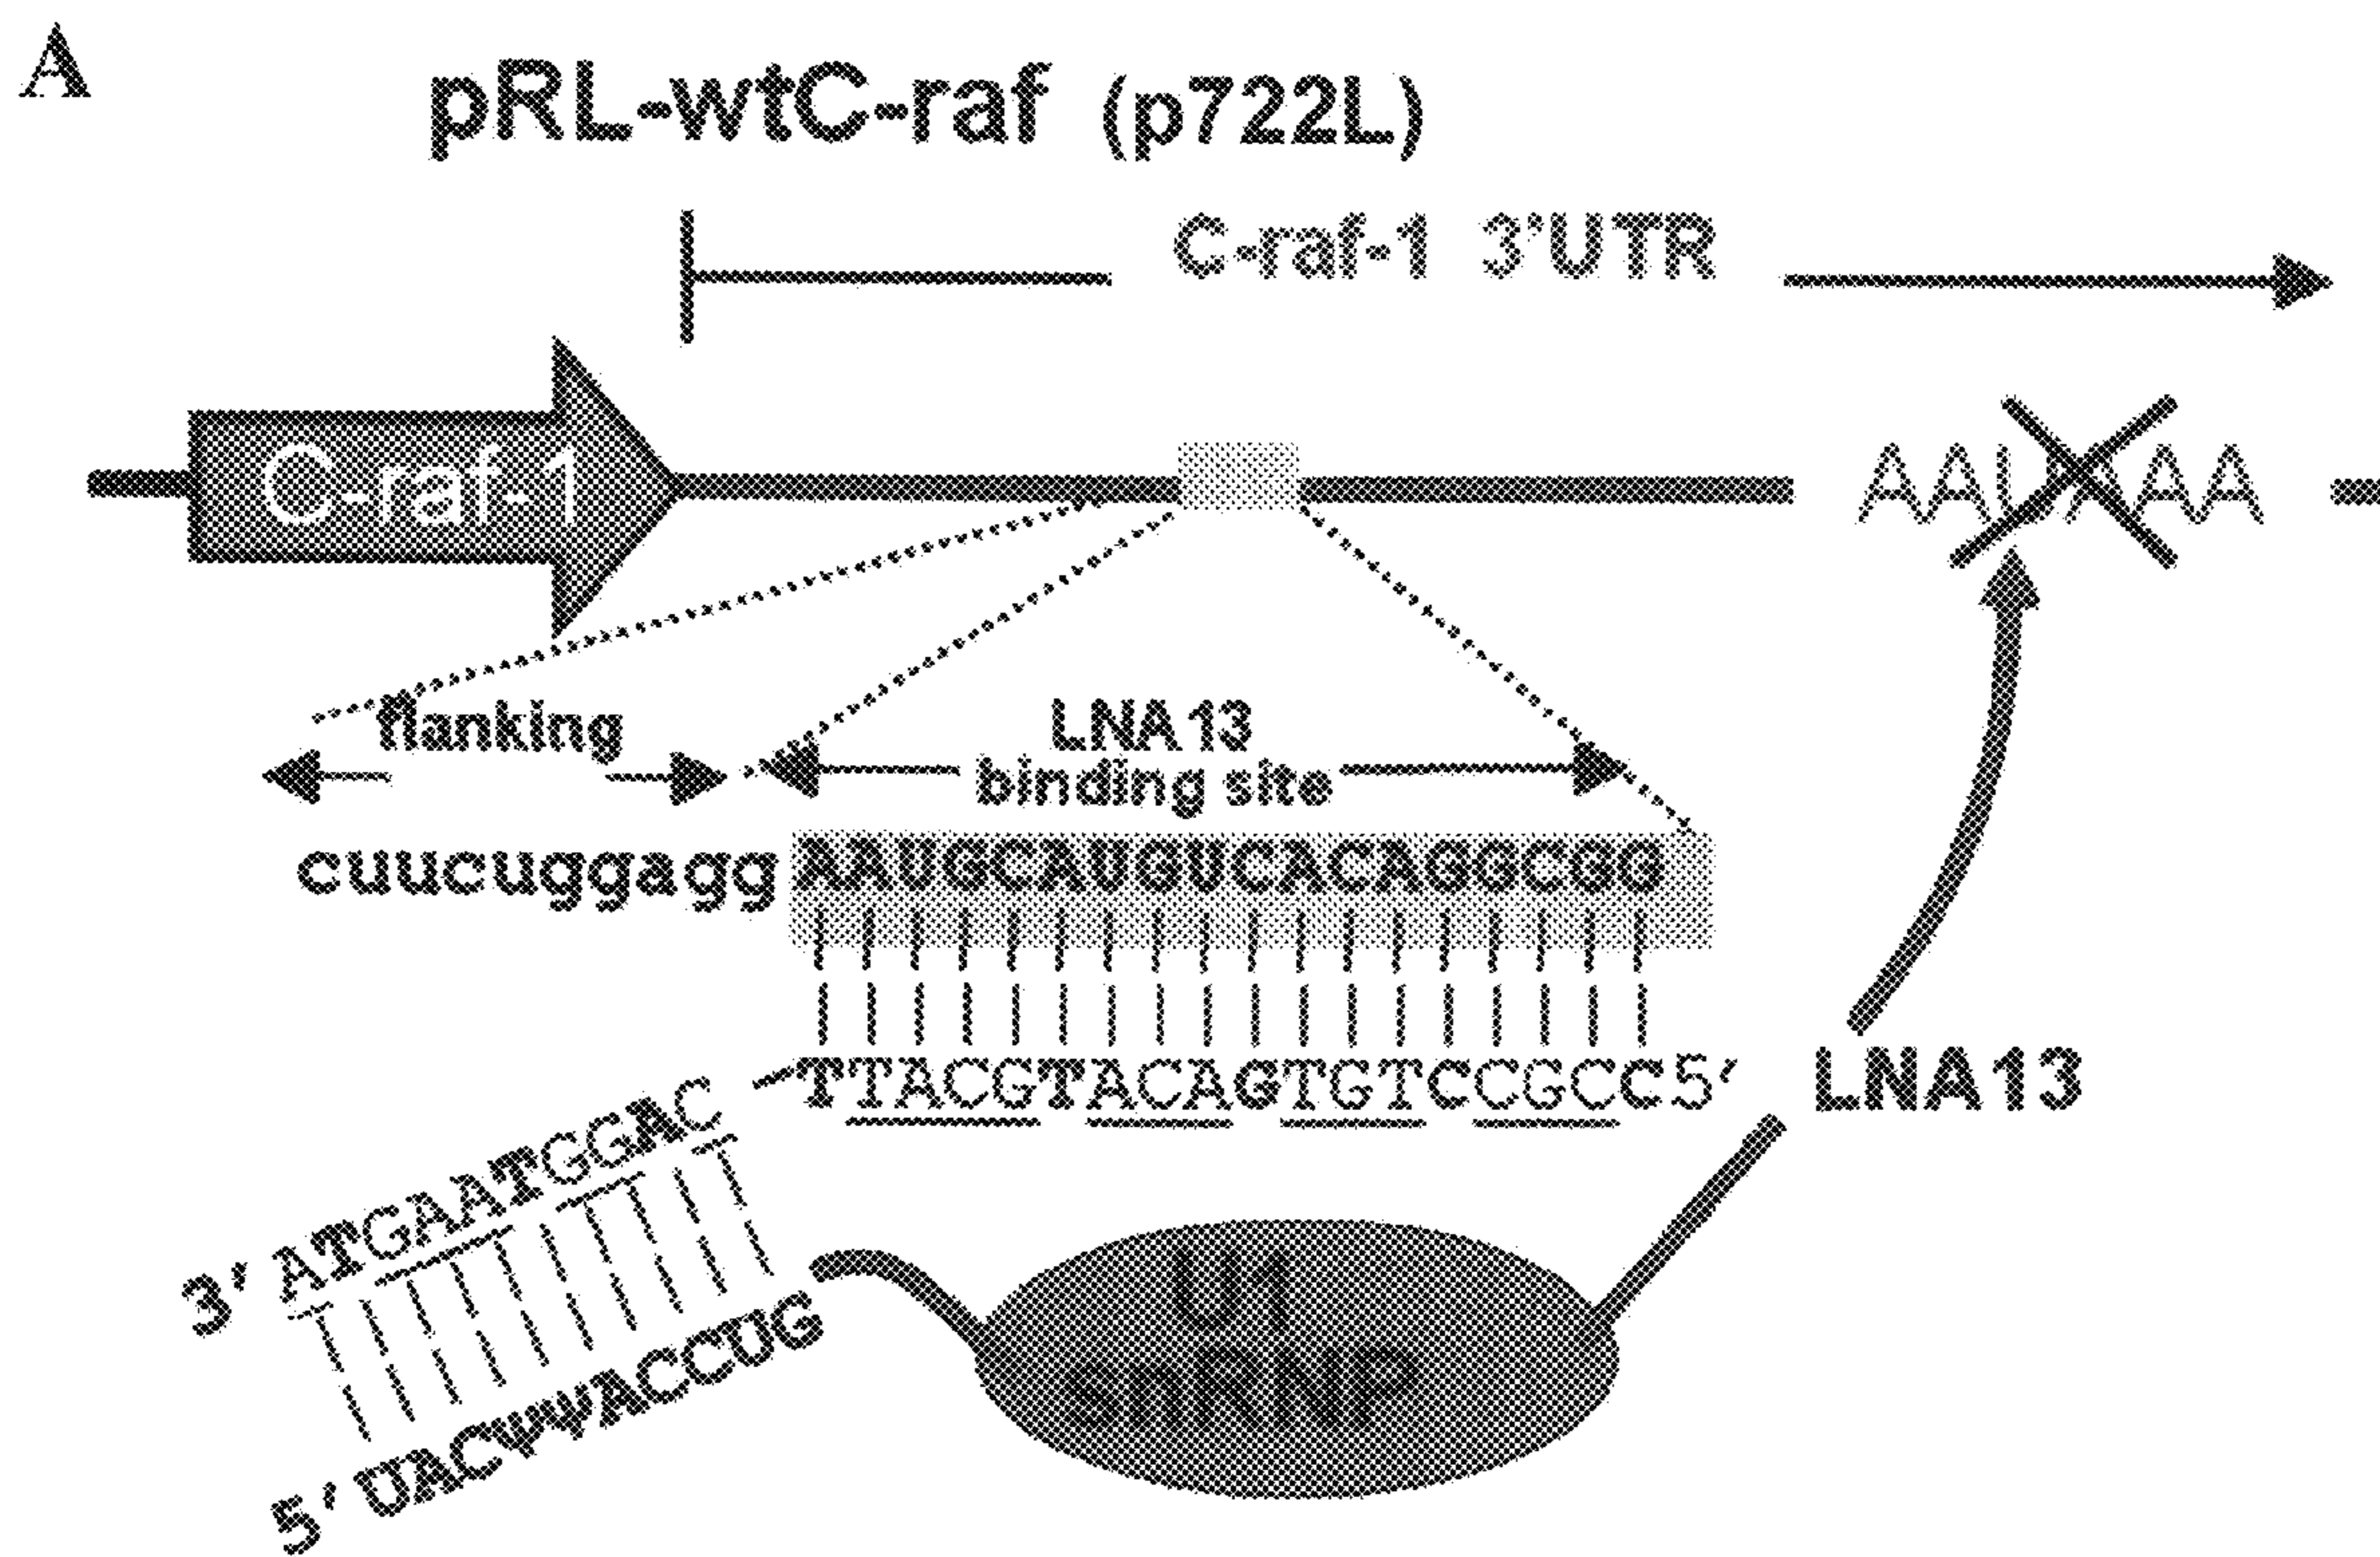 A
pRL-wtC-raf (p722L)
C-raf-1 3'UTR
C-raf-1
AAUAAA
flanking
LNA13
binding site
cuucuggagg AAUGCAUGUCACAGGCGG
TTACGTACAGTGTCCGCC5'
LNA13
3' ATGAATGGAC
5' UACψψACCUG
U1
snRNP